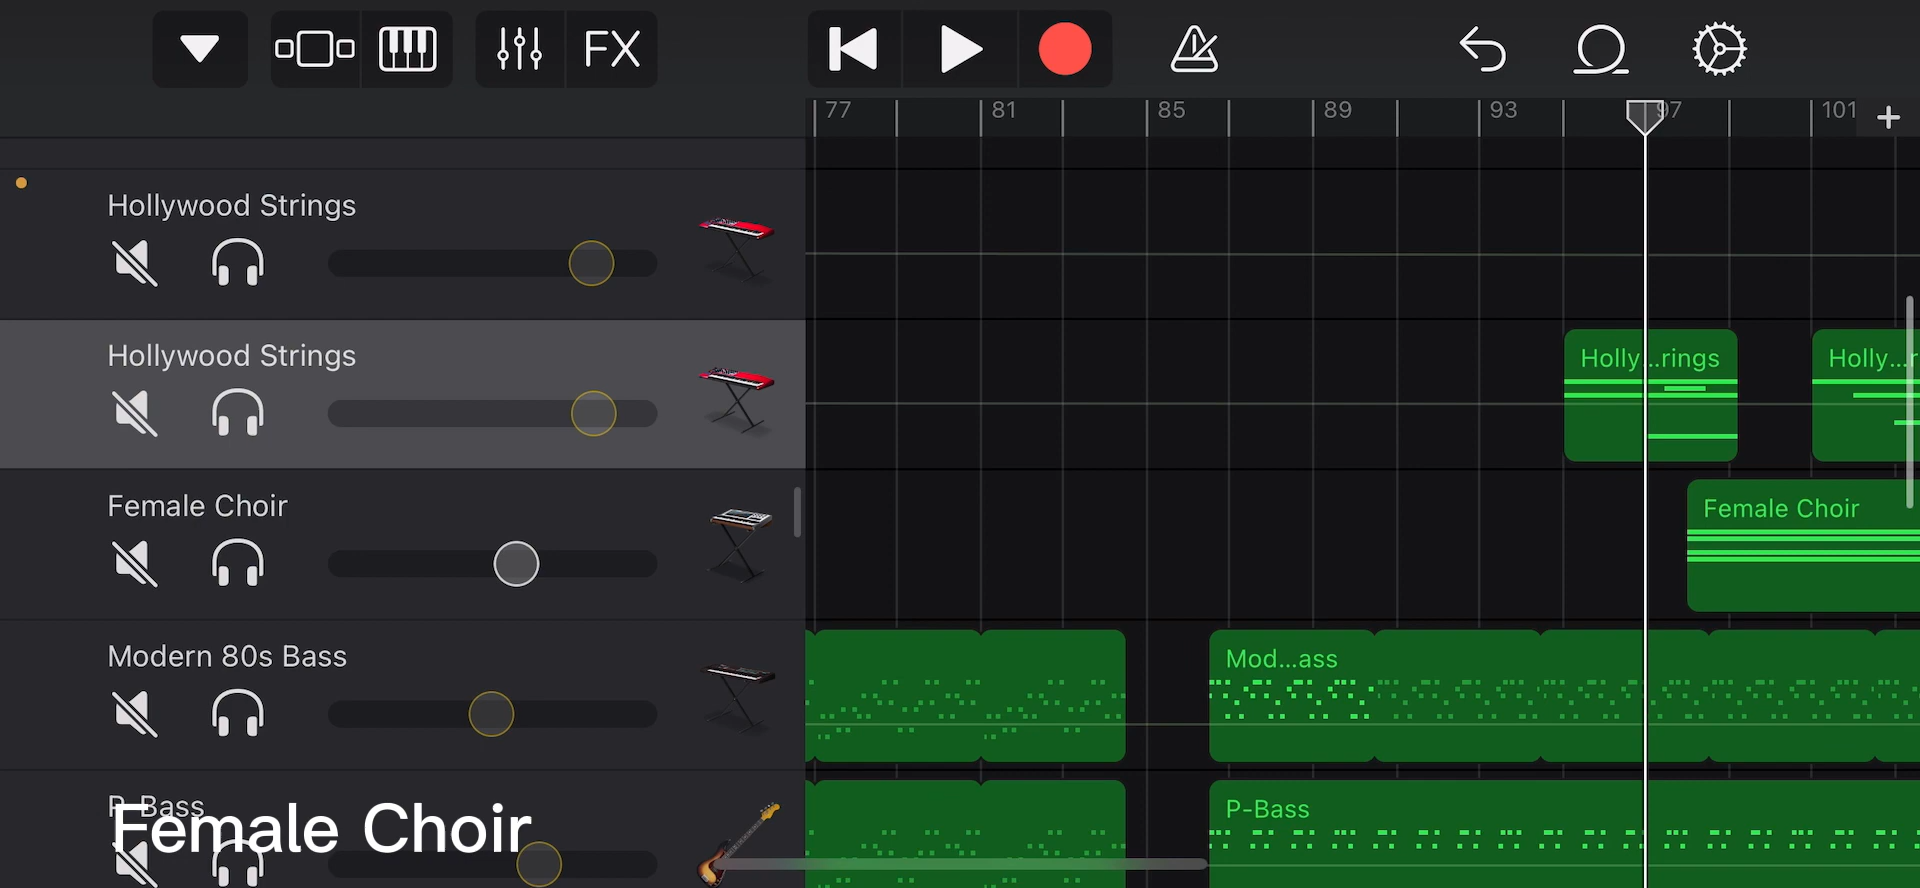 FX
77 81 85 89 93 97 101 +
Hollywood Strings
Hollywood Strings
Holly...rings Holly...r
Female Choir
Female Choir
Modern 80s Bass
Mod...ass
P-Bass
P-Bass
Female Choir